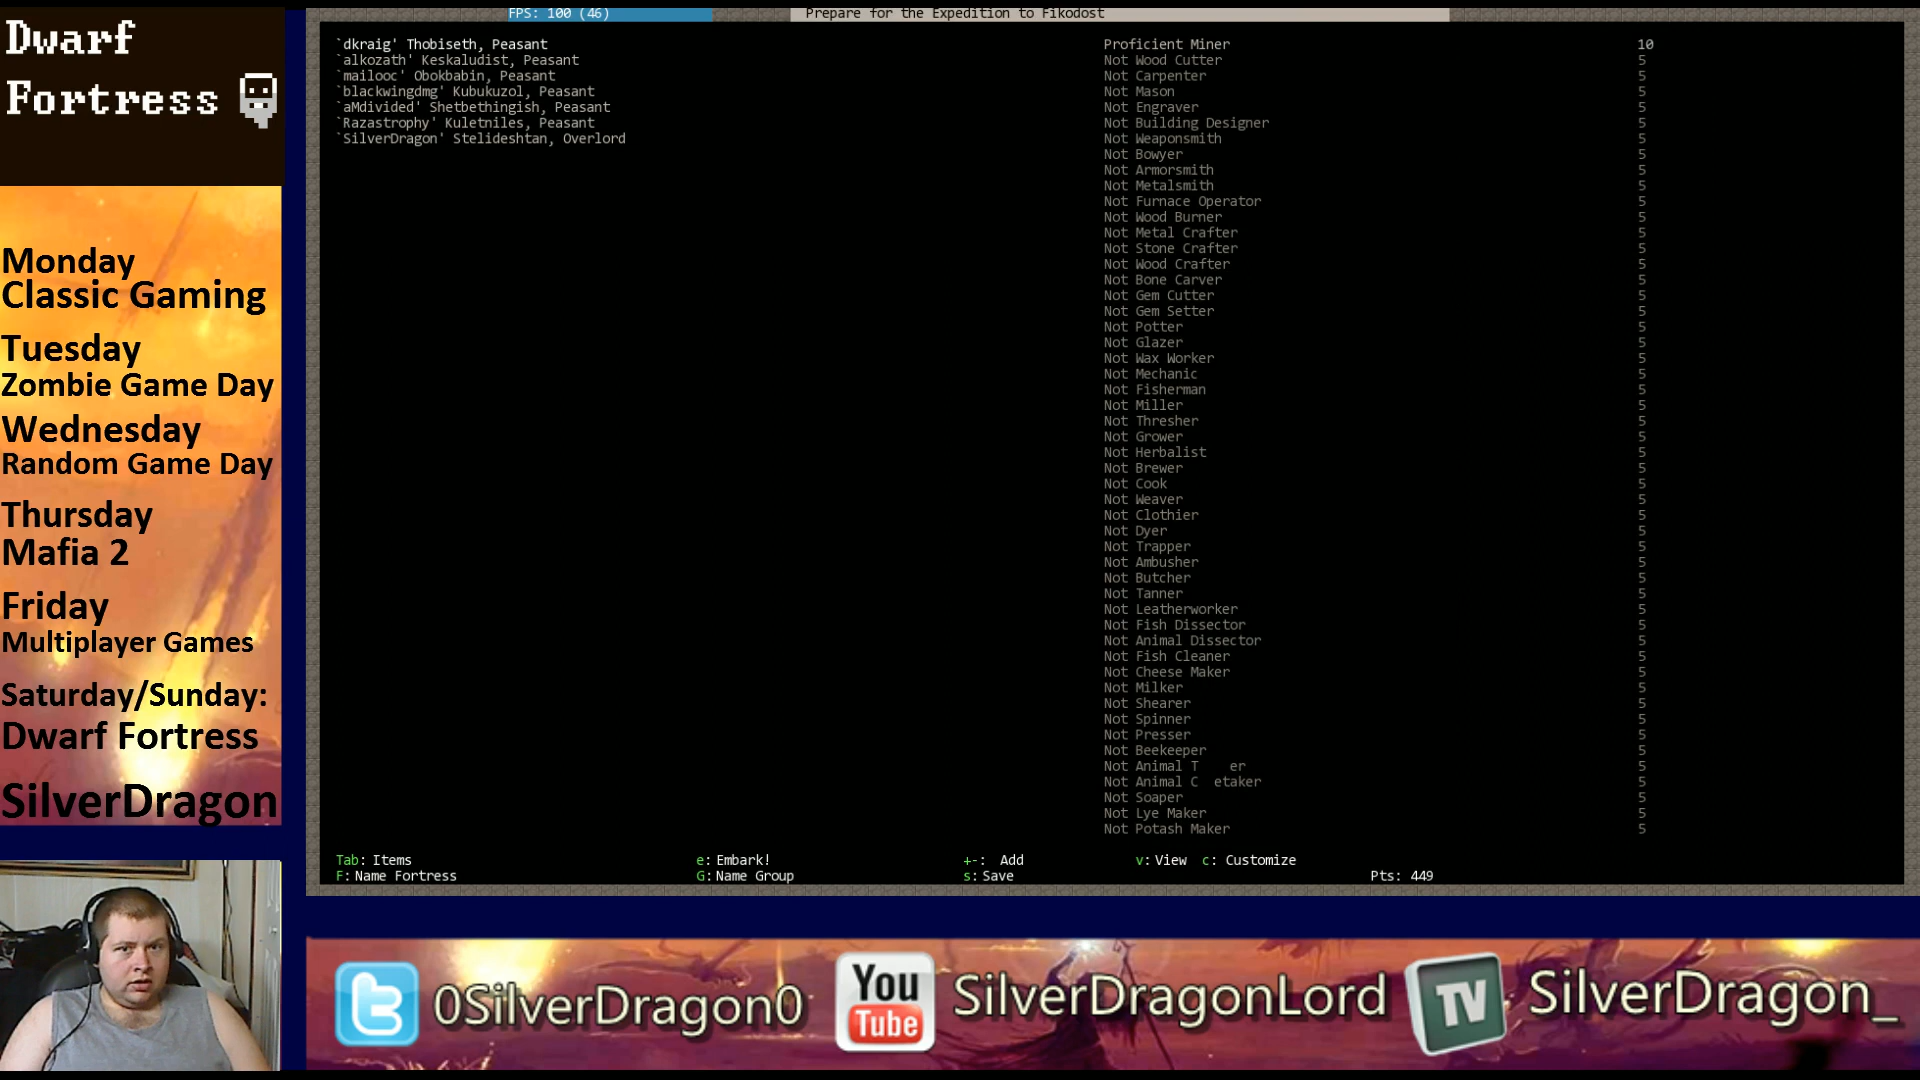 Dwarf
Fortress
Monday
Classic Gaming
Tuesday
Zombie Game Day
Wednesday
Random Game Day
Thursday
Mafia 2
Friday
Multiplayer Games
Saturday/Sunday:
Dwarf Fortress
SilverDragon
FPS: 100 (46)
Prepare for the Expedition to Fikodost
`dkraig' Thobiseth, Peasant
`alkozath' Keskaludist, Peasant
`mailooc' Obokbabin, Peasant
`blackwingdmg' Kubukuzol, Peasant
`aMdivided' Shetbethingish, Peasant
`Razastrophy' Kuletniles, Peasant
`SilverDragon' Stelideshtan, Overlord
Proficient Miner 10
Not Wood Cutter 5
Not Carpenter 5
Not Mason 5
Not Engraver 5
Not Building Designer 5
Not Weaponsmith 5
Not Bowyer 5
Not Armorsmith 5
Not Metalsmith 5
Not Furnace Operator 5
Not Wood Burner 5
Not Metal Crafter 5
Not Stone Crafter 5
Not Wood Crafter 5
Not Bone Carver 5
Not Gem Cutter 5
Not Gem Setter 5
Not Potter 5
Not Glazer 5
Not Wax Worker 5
Not Mechanic 5
Not Fisherman 5
Not Miller 5
Not Thresher 5
Not Grower 5
Not Herbalist 5
Not Brewer 5
Not Cook 5
Not Weaver 5
Not Clothier 5
Not Dyer 5
Not Trapper 5
Not Ambusher 5
Not Butcher 5
Not Tanner 5
Not Leatherworker 5
Not Fish Dissector 5
Not Animal Dissector 5
Not Fish Cleaner 5
Not Cheese Maker 5
Not Milker 5
Not Shearer 5
Not Spinner 5
Not Presser 5
Not Beekeeper 5
Not Animal T er 5
Not Animal C etaker 5
Not Soaper 5
Not Lye Maker 5
Not Potash Maker 5
Tab: Items e: Embark! +-: Add v: View c: Customize
F: Name Fortress G: Name Group s: Save Pts: 449
0SilverDragon0
You
Tube
SilverDragonLord
TV
SilverDragon_